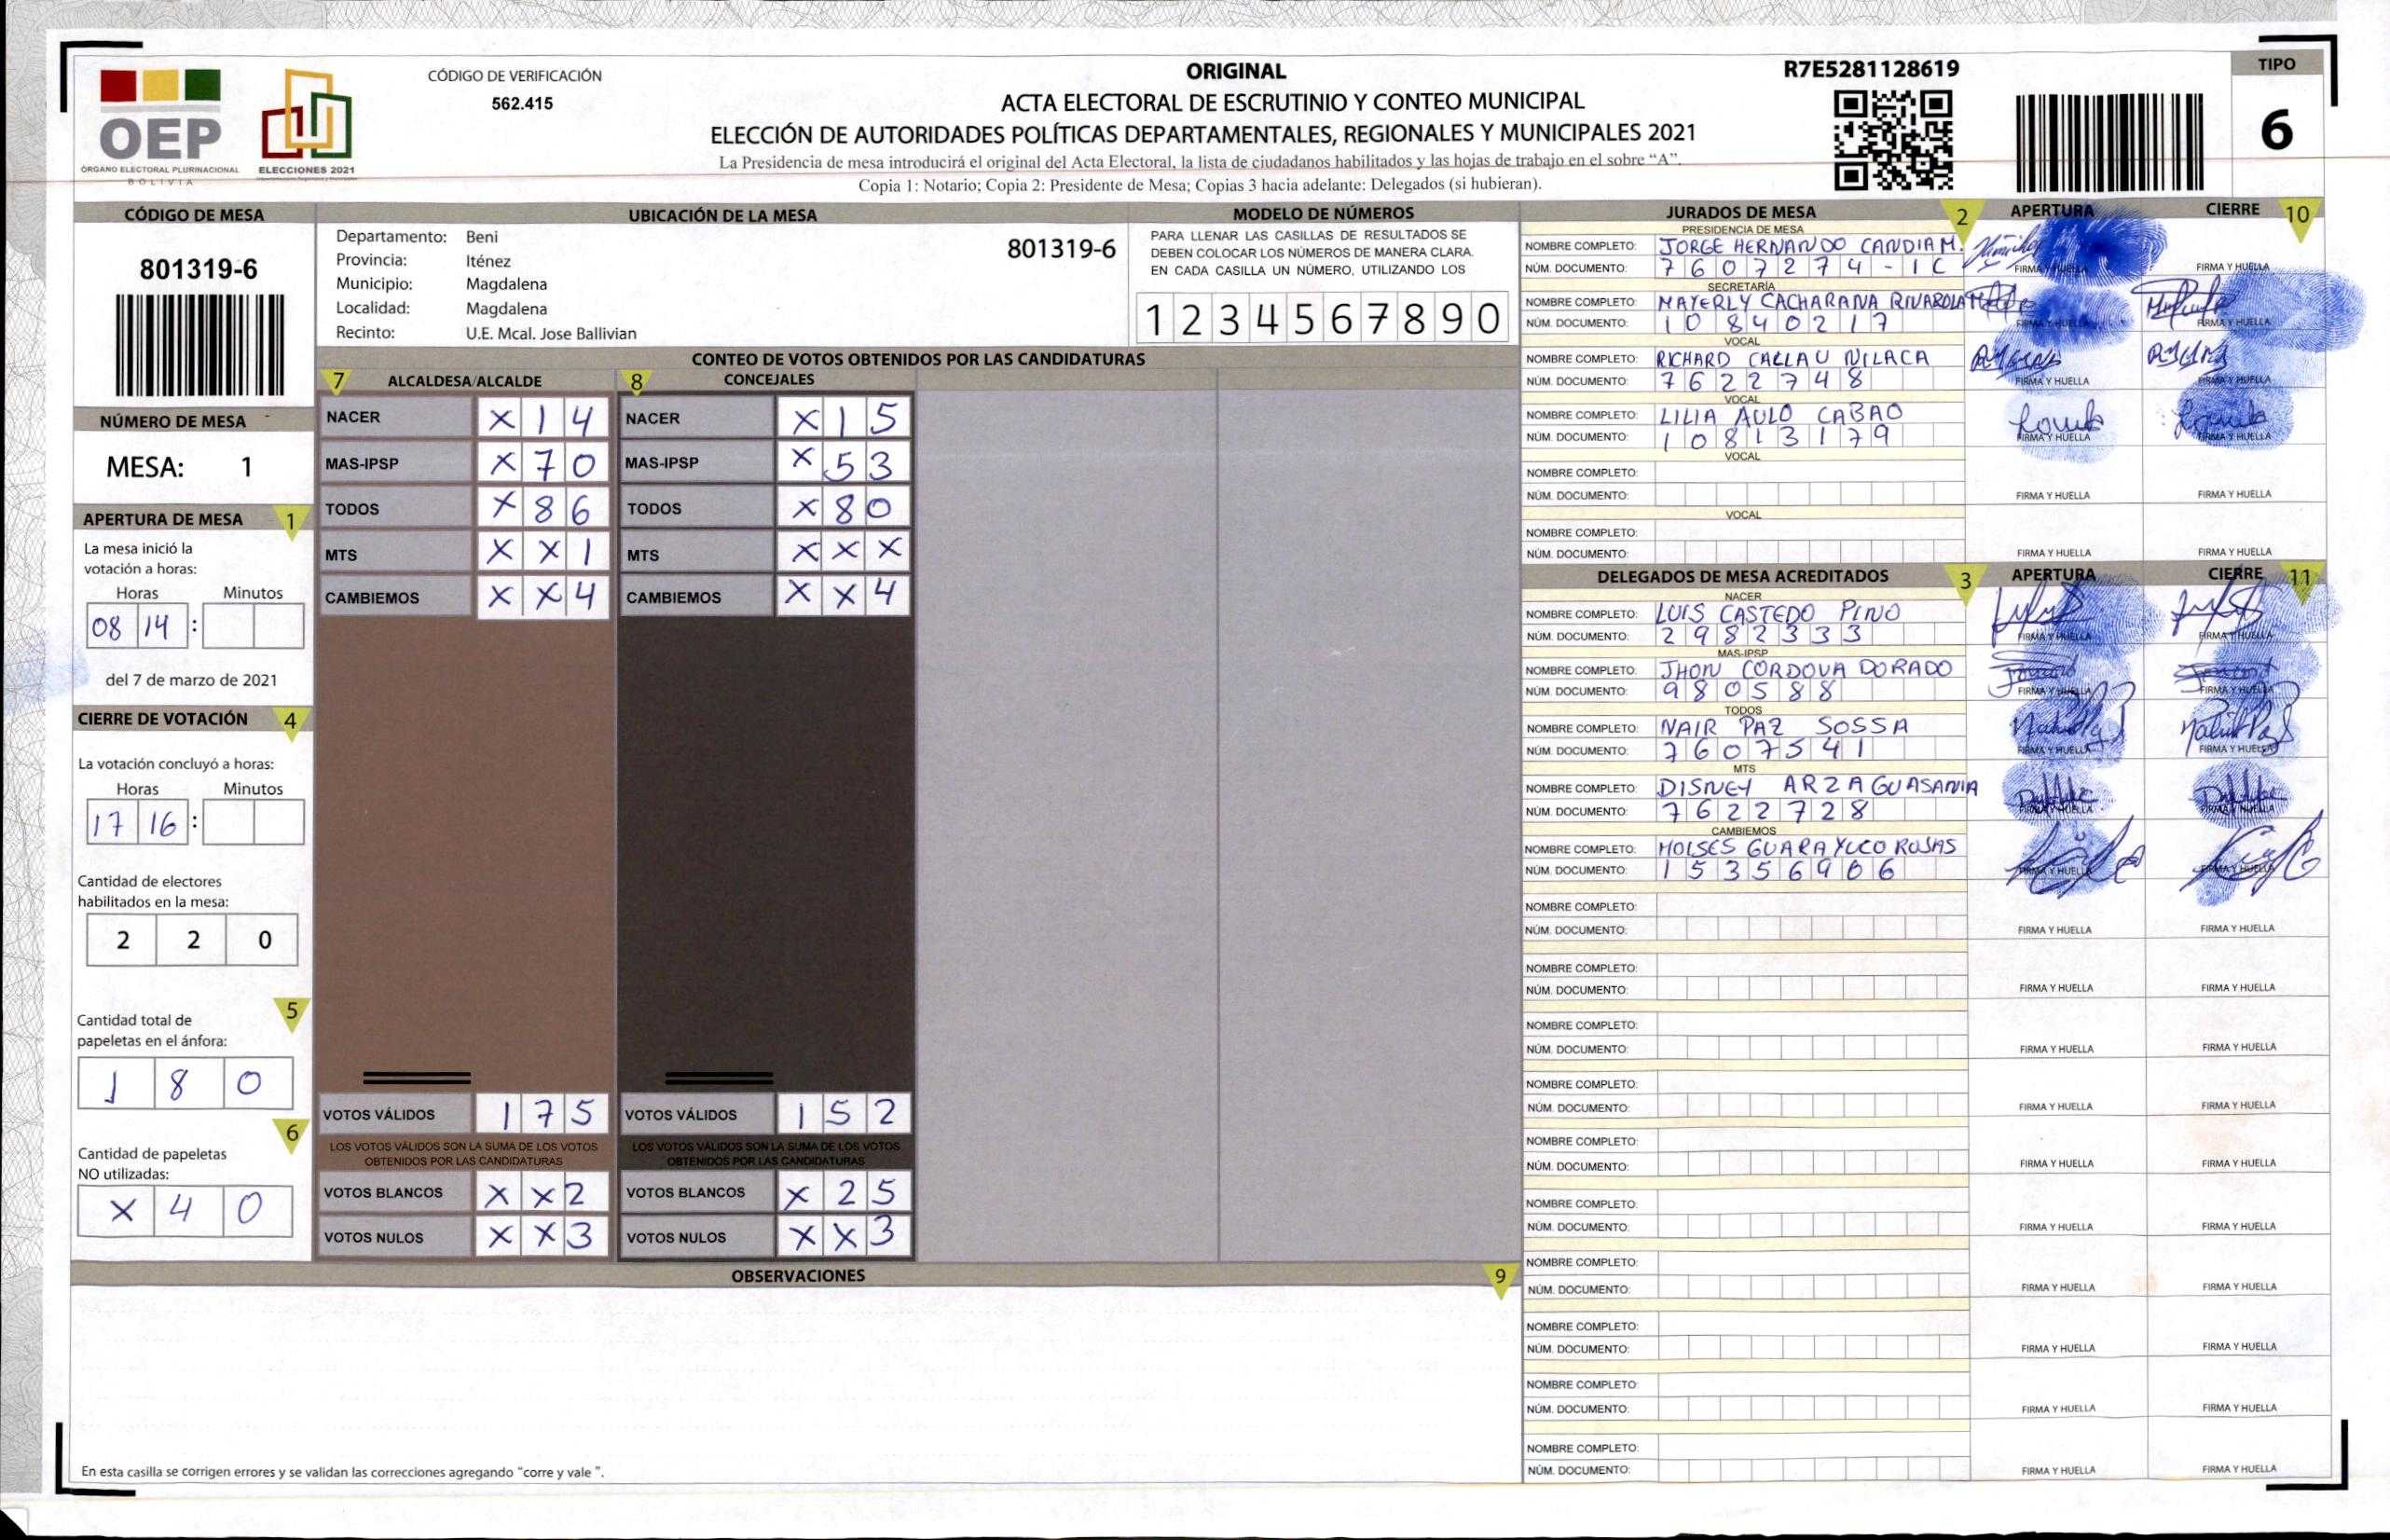 OEP
ÓRGANO ELECTORAL PLURINACIONAL
BOLIVIA
ELECCIONES 2021
CÓDIGO DE VERIFICACIÓN
562.415
ORIGINAL
ACTA ELECTORAL DE ESCRUTINIO Y CONTEO MUNICIPAL
ELECCIÓN DE AUTORIDADES POLÍTICAS DEPARTAMENTALES, REGIONALES Y MUNICIPALES 2021
La Presidencia de mesa introducirá el original del Acta Electoral, la lista de ciudadanos habilitados y las hojas de trabajo en el sobre “A”.
Copia 1: Notario; Copia 2: Presidente de Mesa; Copias 3 hacia adelante: Delegados (si hubieran).
R7E5281128619
TIPO
6
CÓDIGO DE MESA
801319-6
NÚMERO DE MESA
MESA: 1
APERTURA DE MESA 1
La mesa inició la
votación a horas:
Horas Minutos
08 14 :
del 7 de marzo de 2021
CIERRE DE VOTACIÓN 4
La votación concluyó a horas:
Horas Minutos
17 16 :
Cantidad de electores
habilitados en la mesa:
2 2 0
5
Cantidad total de
papeletas en el ánfora:
1 8 0
6
Cantidad de papeletas
NO utilizadas:
X 4 0
UBICACIÓN DE LA MESA
Departamento: Beni
801319-6
Provincia: Iténez
Municipio: Magdalena
Localidad: Magdalena
Recinto: U.E. Mcal. Jose Ballivian
MODELO DE NÚMEROS
PARA LLENAR LAS CASILLAS DE RESULTADOS SE
DEBEN COLOCAR LOS NÚMEROS DE MANERA CLARA.
EN CADA CASILLA UN NÚMERO, UTILIZANDO LOS
1 2 3 4 5 6 7 8 9 0
CONTEO DE VOTOS OBTENIDOS POR LAS CANDIDATURAS
7 ALCALDESA/ALCALDE
NACER X 1 4
MAS-IPSP X 7 0
TODOS X 8 6
MTS X X 1
CAMBIEMOS X X 4
VOTOS VÁLIDOS 1 7 5
LOS VOTOS VÁLIDOS SON LA SUMA DE LOS VOTOS
OBTENIDOS POR LAS CANDIDATURAS
VOTOS BLANCOS X X 2
VOTOS NULOS X X 3
8 CONCEJALES
NACER X 1 5
MAS-IPSP X 5 3
TODOS X 8 0
MTS X X X
CAMBIEMOS X X 4
VOTOS VÁLIDOS 1 5 2
LOS VOTOS VÁLIDOS SON LA SUMA DE LOS VOTOS
OBTENIDOS POR LAS CANDIDATURAS
VOTOS BLANCOS X 2 5
VOTOS NULOS X X 3
OBSERVACIONES 9
En esta casilla se corrigen errores y se validan las correcciones agregando “corre y vale ”.
JURADOS DE MESA 2 APERTURA CIERRE 10
PRESIDENCIA DE MESA
NOMBRE COMPLETO: JORGE HERNANDO CANDIA M.
NÚM. DOCUMENTO: 7607274-1C FIRMA Y HUELLA FIRMA Y HUELLA
SECRETARÍA
NOMBRE COMPLETO: MAYERLY CACHARANA RIVAROLA
NÚM. DOCUMENTO: 10840217 FIRMA Y HUELLA FIRMA Y HUELLA
VOCAL
NOMBRE COMPLETO: RICHARD CALLAU NILACA
NÚM. DOCUMENTO: 7622748 FIRMA Y HUELLA FIRMA Y HUELLA
VOCAL
NOMBRE COMPLETO: LILIA AULO CABAO
NÚM. DOCUMENTO: 10813179 FIRMA Y HUELLA FIRMA Y HUELLA
VOCAL
NOMBRE COMPLETO:
NÚM. DOCUMENTO: FIRMA Y HUELLA FIRMA Y HUELLA
VOCAL
NOMBRE COMPLETO:
NÚM. DOCUMENTO: FIRMA Y HUELLA FIRMA Y HUELLA
DELEGADOS DE MESA ACREDITADOS 3 APERTURA CIERRE 11
NACER
NOMBRE COMPLETO: LUIS CASTEDO PINO
NÚM. DOCUMENTO: 2982333 FIRMA Y HUELLA FIRMA Y HUELLA
MAS-IPSP
NOMBRE COMPLETO: JHON CORDOVA DORADO
NÚM. DOCUMENTO: 980588 FIRMA Y HUELLA FIRMA Y HUELLA
TODOS
NOMBRE COMPLETO: NAIR PAZ SOSSA
NÚM. DOCUMENTO: 7607541 FIRMA Y HUELLA FIRMA Y HUELLA
MTS
NOMBRE COMPLETO: DISNEY ARZA GUASANIA
NÚM. DOCUMENTO: 7622728 FIRMA Y HUELLA FIRMA Y HUELLA
CAMBIEMOS
NOMBRE COMPLETO: MOISES GUARAYUCO ROJAS
NÚM. DOCUMENTO: 15356906 FIRMA Y HUELLA FIRMA Y HUELLA
NOMBRE COMPLETO:
NÚM. DOCUMENTO: FIRMA Y HUELLA FIRMA Y HUELLA
NOMBRE COMPLETO:
NÚM. DOCUMENTO: FIRMA Y HUELLA FIRMA Y HUELLA
NOMBRE COMPLETO:
NÚM. DOCUMENTO: FIRMA Y HUELLA FIRMA Y HUELLA
NOMBRE COMPLETO:
NÚM. DOCUMENTO: FIRMA Y HUELLA FIRMA Y HUELLA
NOMBRE COMPLETO:
NÚM. DOCUMENTO: FIRMA Y HUELLA FIRMA Y HUELLA
NOMBRE COMPLETO:
NÚM. DOCUMENTO: FIRMA Y HUELLA FIRMA Y HUELLA
NOMBRE COMPLETO:
NÚM. DOCUMENTO: FIRMA Y HUELLA FIRMA Y HUELLA
NOMBRE COMPLETO:
NÚM. DOCUMENTO: FIRMA Y HUELLA FIRMA Y HUELLA
NOMBRE COMPLETO:
NÚM. DOCUMENTO: FIRMA Y HUELLA FIRMA Y HUELLA
NOMBRE COMPLETO:
NÚM. DOCUMENTO: FIRMA Y HUELLA FIRMA Y HUELLA